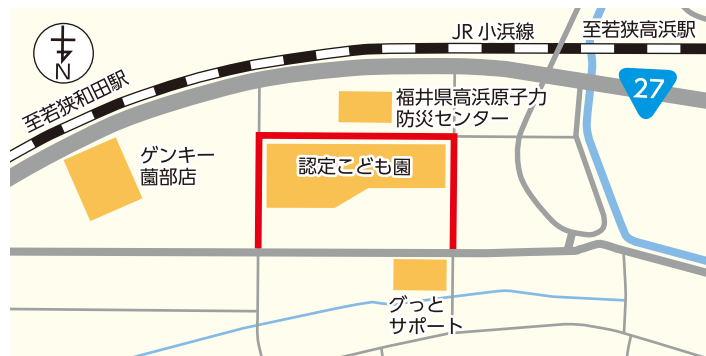 JR 小浜線
至若狭高浜駅
N
27
至若狭和田駅
福井県高浜原子力
防災センター
ゲンキー
薗部店
認定こども園
グっと
サポート